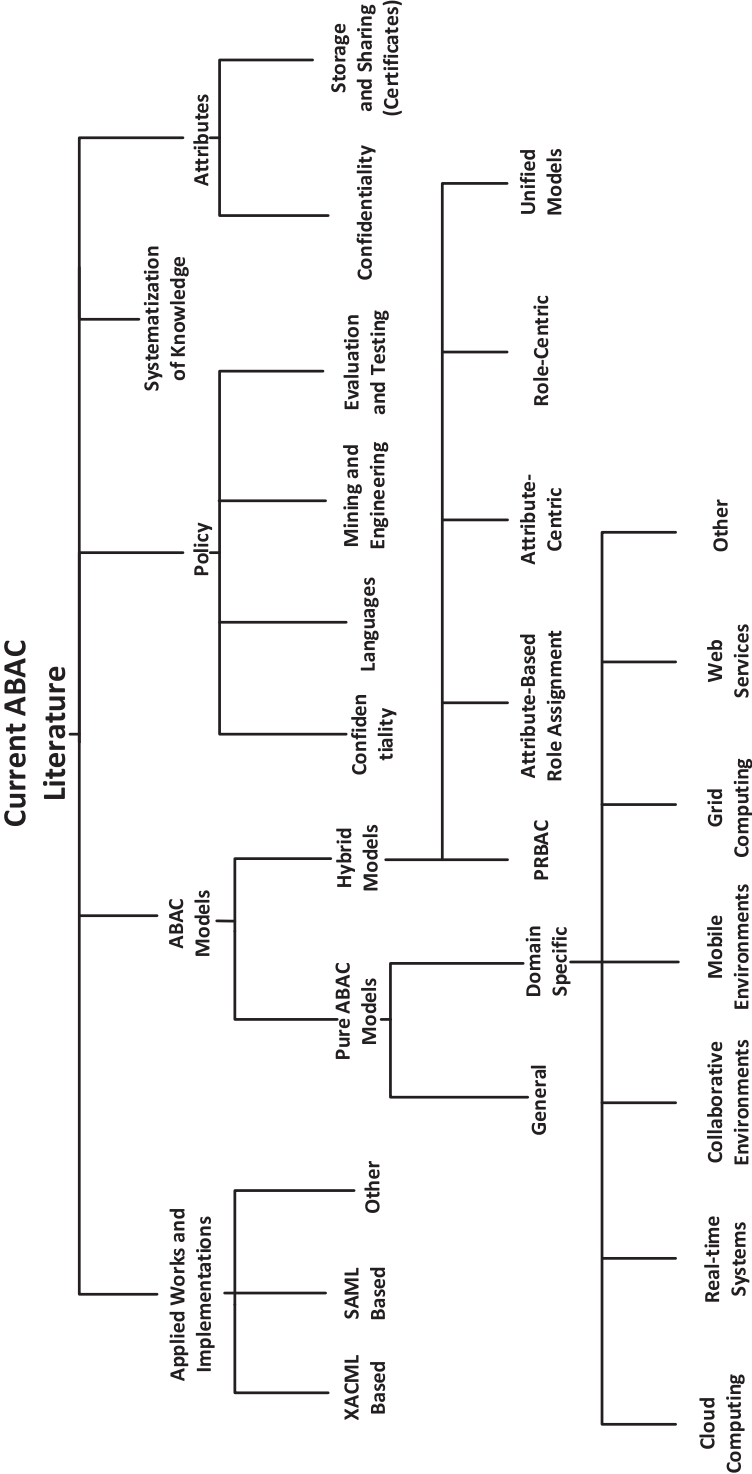 Current ABAC
Literature
Applied Works and
Implementations
ABAC
Models
Policy
Systematization
of Knowledge
Attributes
XACML
Based
SAML
Based
Other
Pure ABAC
Models
Hybrid
Models
Confiden
tiality
Languages
Mining and
Engineering
Evaluation
and Testing
Confidentiality
Storage
and Sharing
(Certificates)
General
Domain
Specific
PRBAC
Attribute-Based
Role Assignment
Attribute-
Centric
Role-Centric
Unified
Models
Cloud
Computing
Real-time
Systems
Collaborative
Environments
Mobile
Environments
Grid
Computing
Web
Services
Other